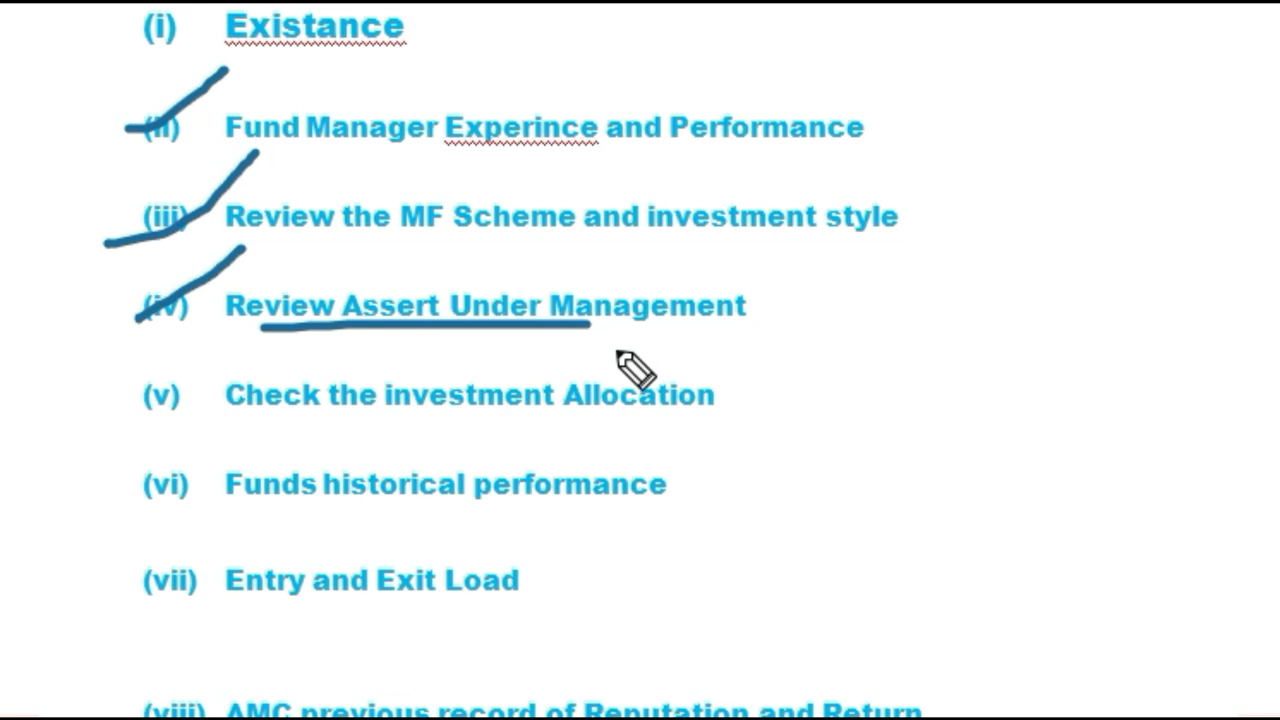 (i) Existance
(ii) Fund Manager Experince and Performance
(iii) Review the MF Scheme and investment style
(iv) Review Assert Under Management
(v) Check the investment Allocation
(vi) Funds historical performance
(vii) Entry and Exit Load
(viii) AMC previous record of Reputation and Return